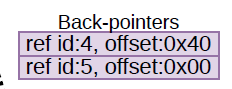 Back-pointers
ref id:4, offset:0x40
ref id:5, offset:0x00